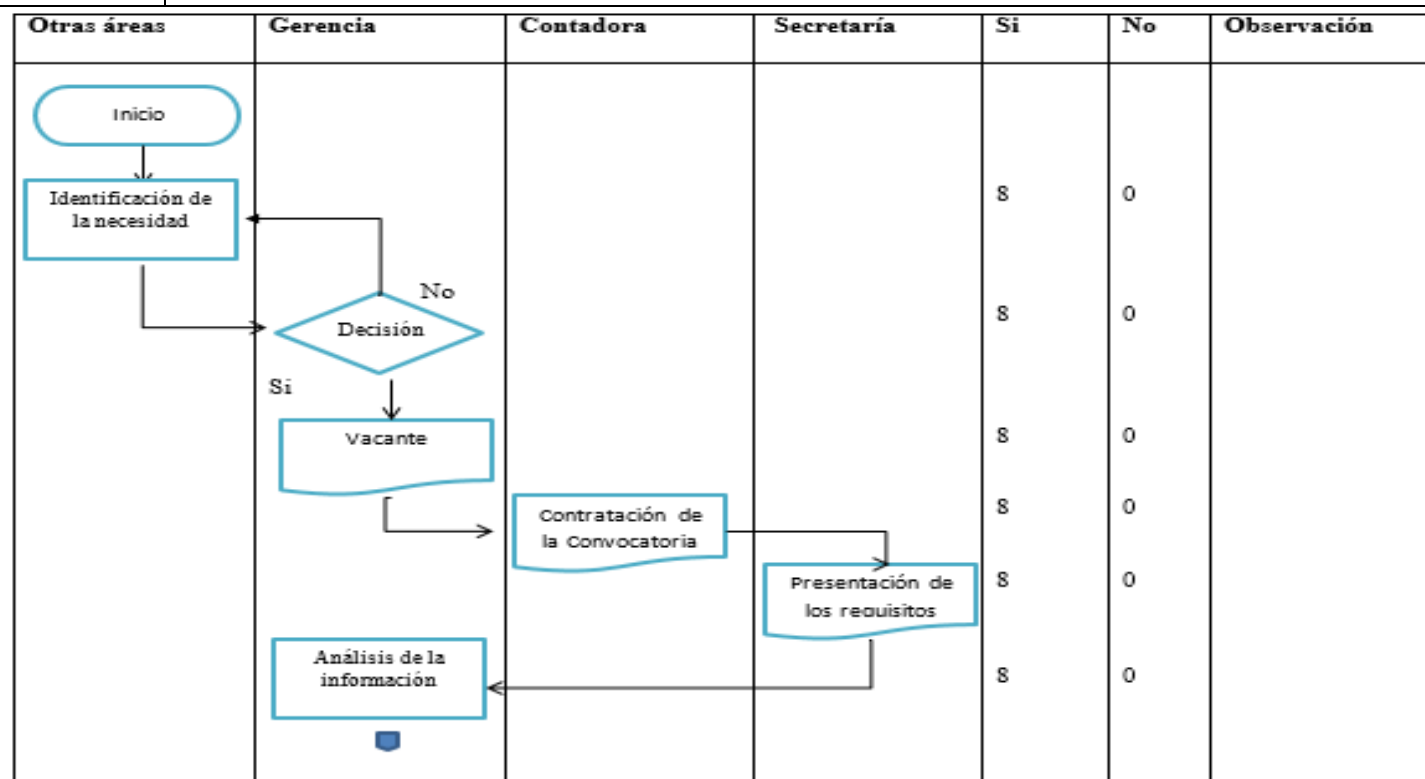 Otras áreas Gerencia Contadora Secretaría Si No Observación
Inicio
Identificación de
la necesidad
8 0
No
Decisión
8 0
Si
Vacante
8 0
Contratación de
la Convocatoria
8 0
Presentación de
los requisitos
8 0
Análisis de la
información
8 0